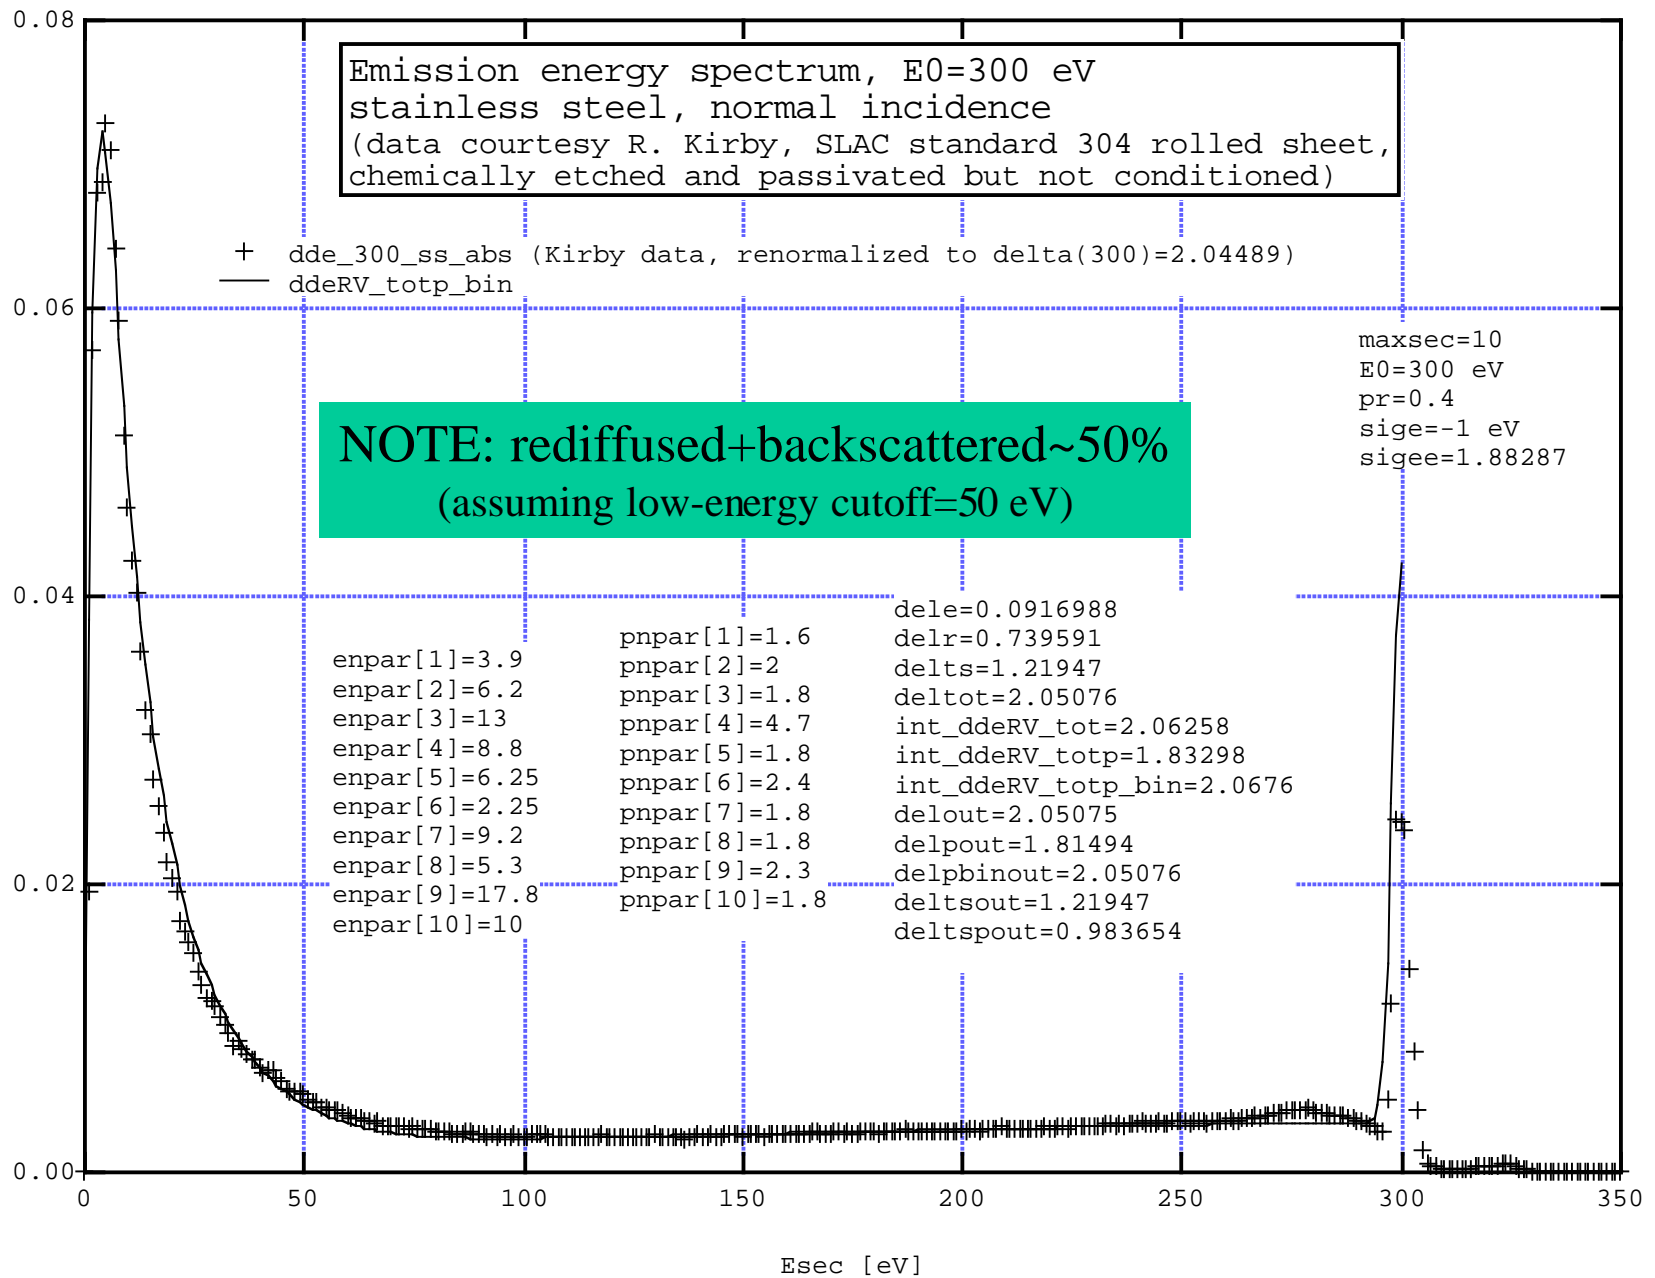 0.08
Emission energy spectrum, E0=300 eV
stainless steel, normal incidence
(data courtesy R. Kirby, SLAC standard 304 rolled sheet,
chemically etched and passivated but not conditioned)
dde_300_ss_abs (Kirby data, renormalized to delta(300)=2.04489)
ddeRV_totp_bin
0.06
maxsec=10
E0=300 eV
pr=0.4
sige=-1 eV
sigee=1.88287
NOTE: rediffused+backscattered~50%
(assuming low-energy cutoff=50 eV)
0.04
enpar[1]=3.9
enpar[2]=6.2
enpar[3]=13
enpar[4]=8.8
enpar[5]=6.25
enpar[6]=2.25
enpar[7]=9.2
enpar[8]=5.3
enpar[9]=17.8
enpar[10]=10
pnpar[1]=1.6
pnpar[2]=2
pnpar[3]=1.8
pnpar[4]=4.7
pnpar[5]=1.8
pnpar[6]=2.4
pnpar[7]=1.8
pnpar[8]=1.8
pnpar[9]=2.3
pnpar[10]=1.8
dele=0.0916988
delr=0.739591
delts=1.21947
deltot=2.05076
int_ddeRV_tot=2.06258
int_ddeRV_totp=1.83298
int_ddeRV_totp_bin=2.0676
delout=2.05075
delpout=1.81494
delpbinout=2.05076
deltsout=1.21947
deltspout=0.983654
0.02
0.00
0 50 100 150 200 250 300 350
Esec [eV]